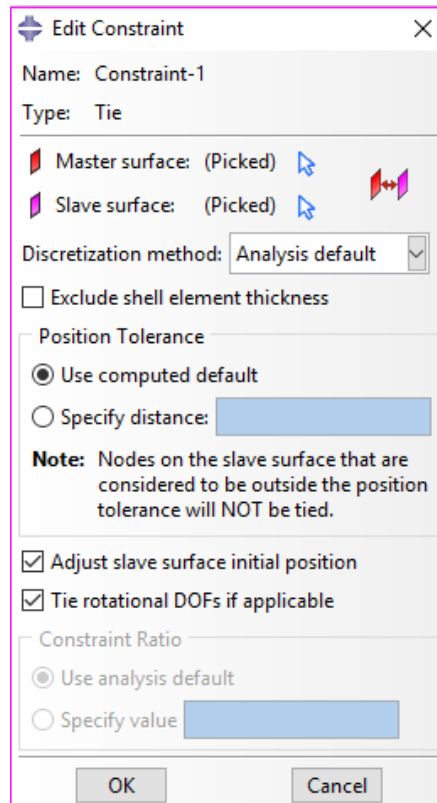 Edit Constraint
Name: Constraint-1
Type: Tie
Master surface: (Picked)
Slave surface: (Picked)
Discretization method: Analysis default
Exclude shell element thickness
Position Tolerance
Use computed default
Specify distance:
Note: Nodes on the slave surface that are
considered to be outside the position
tolerance will NOT be tied.
Adjust slave surface initial position
Tie rotational DOFs if applicable
Constraint Ratio
Use analysis default
Specify value
OK Cancel